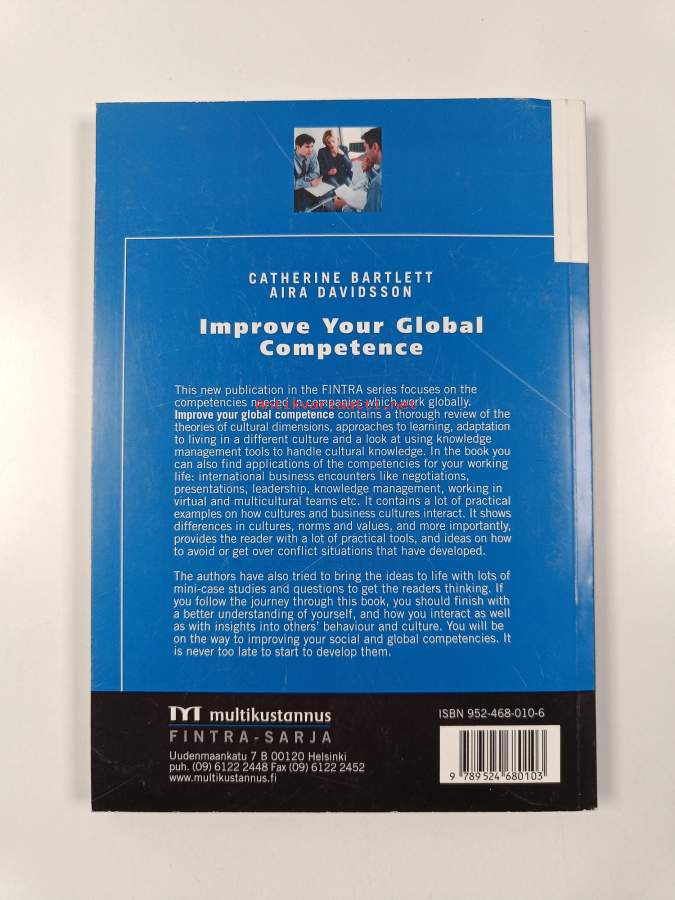 CATHERINE BARTLETT
AIRA DAVIDSSON
Improve Your Global
Competence
This new publication in the FINTRA series focuses on the
competencies needed in companies which work globally.
antikvariaatti.net
Improve your global competence contains a thorough review of the
theories of cultural dimensions, approaches to learning, adaptation
to living in a different culture and a look at using knowledge
management tools to handle cultural knowledge. In the book you
can also find applications of the competencies for your working
life: international business encounters like negotiations,
presentations, leadership, knowledge management, working in
virtual and multicultural teams etc. It contains a lot of practical
examples on how cultures and business cultures interact. It shows
differences in cultures, norms and values, and more importantly,
provides the reader with a lot of practical tools, and ideas on how
to avoid or get over conflict situations that have developed.
The authors have also tried to bring the ideas to life with lots of
mini-case studies and questions to get the readers thinking. If
you follow the journey through this book, you should finish with
a better understanding of yourself, and how you interact as well
as with insights into others' behaviour and culture. You will be
on the way to improving your social and global competencies. It
is never too late to start to develop them.
multikustannus
FINTRA-SARJA
Uudenmaankatu 7 B 00120 Helsinki
puh. (09) 6122 2448 Fax (09) 6122 2452
www.multikustannus.fi
ISBN 952-468-010-6
9 789524 680103